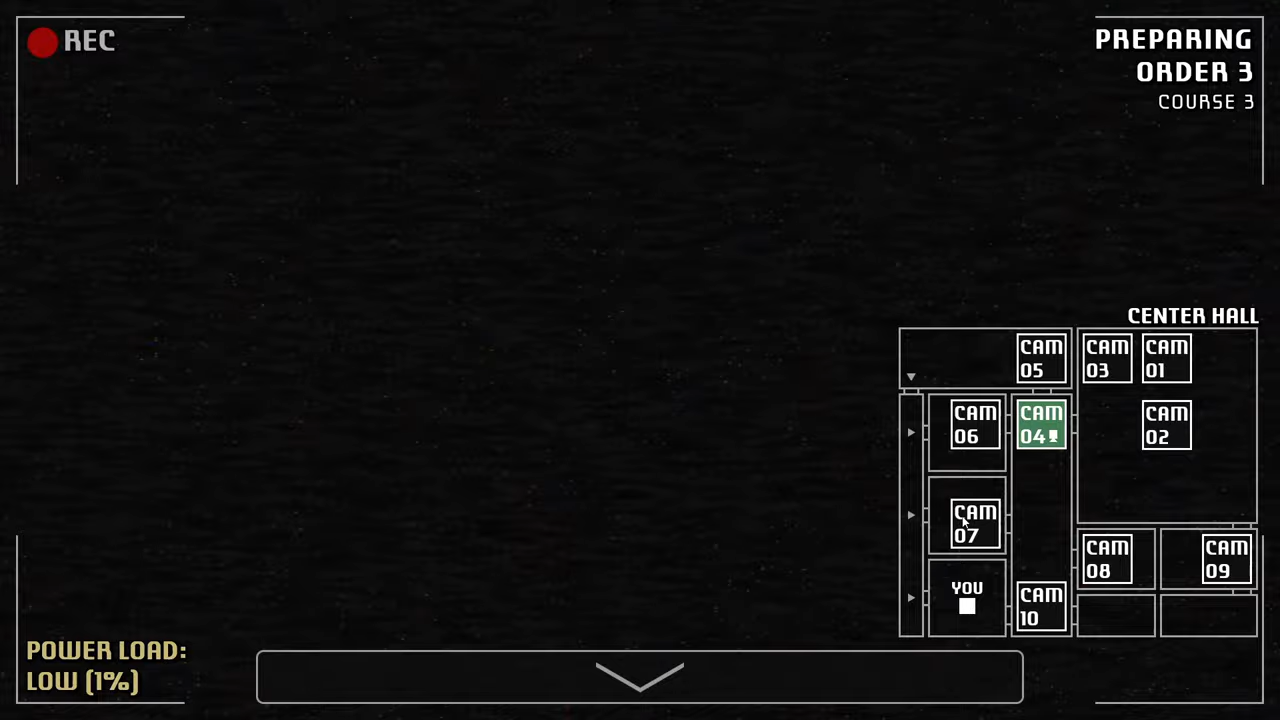 REC
PREPARING
ORDER 3
COURSE 3
CENTER HALL
CAM
05
CAM
03
CAM
01
CAM
06
CAM
04
CAM
02
CAM
07
CAM
08
CAM
09
YOU
CAM
10
POWER LOAD:
LOW (1%)